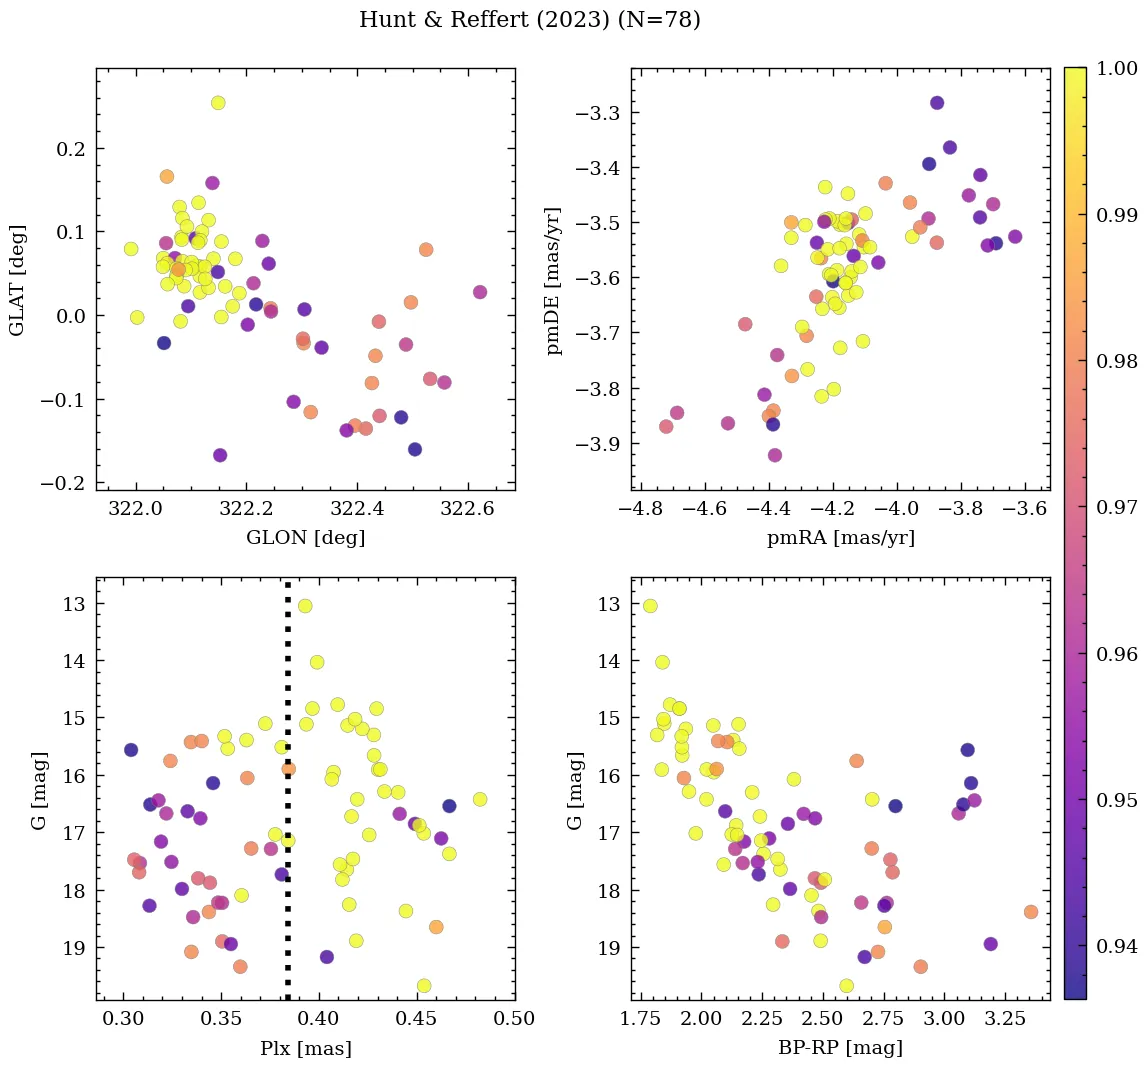 Hunt & Reffert (2023) (N=78)
0.2
0.1
0.0
−0.1
−0.2
GLAT [deg]
322.0 322.2 322.4 322.6
GLON [deg]
−3.3
−3.4
−3.5
−3.6
−3.7
−3.8
−3.9
pmDE [mas/yr]
−4.8 −4.6 −4.4 −4.2 −4.0 −3.8 −3.6
pmRA [mas/yr]
13
14
15
16
17
18
19
G [mag]
0.30 0.35 0.40 0.45 0.50
Plx [mas]
13
14
15
16
17
18
19
G [mag]
1.75 2.00 2.25 2.50 2.75 3.00 3.25
BP-RP [mag]
1.00
0.99
0.98
0.97
0.96
0.95
0.94